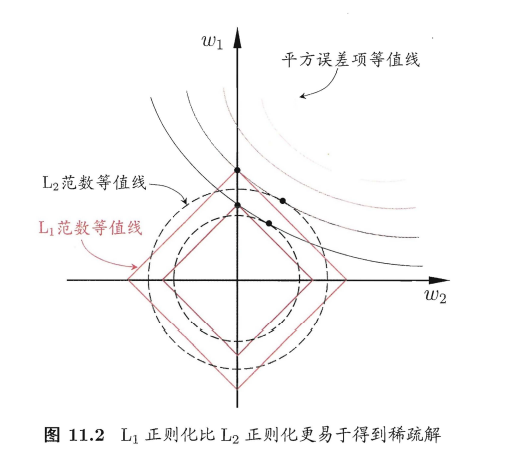 w₁
平方误差项等值线
L₂范数等值线
L₁范数等值线
w₂
图 11.2 L₁ 正则化比 L₂ 正则化更易于得到稀疏解